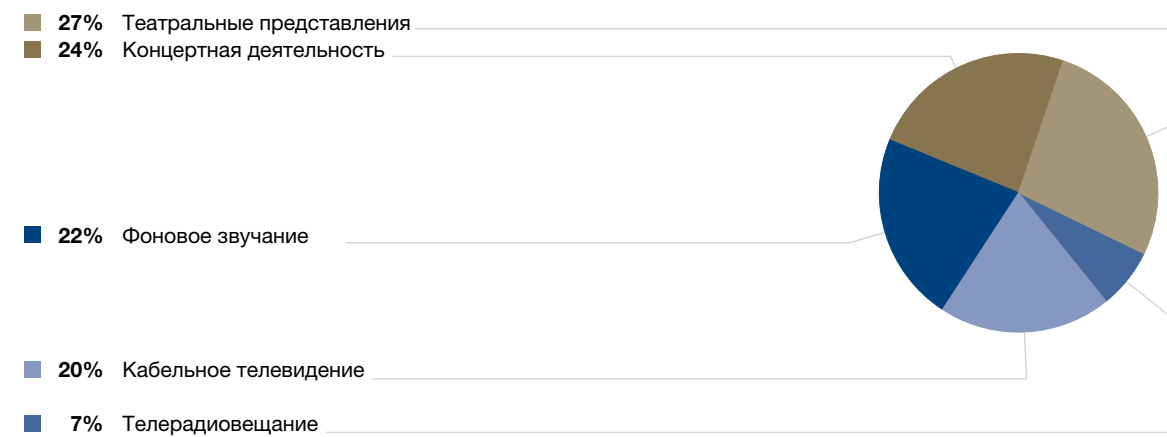 27% Театральные представления
24% Концертная деятельность
22% Фоновое звучание
20% Кабельное телевидение
7% Телерадиовещание